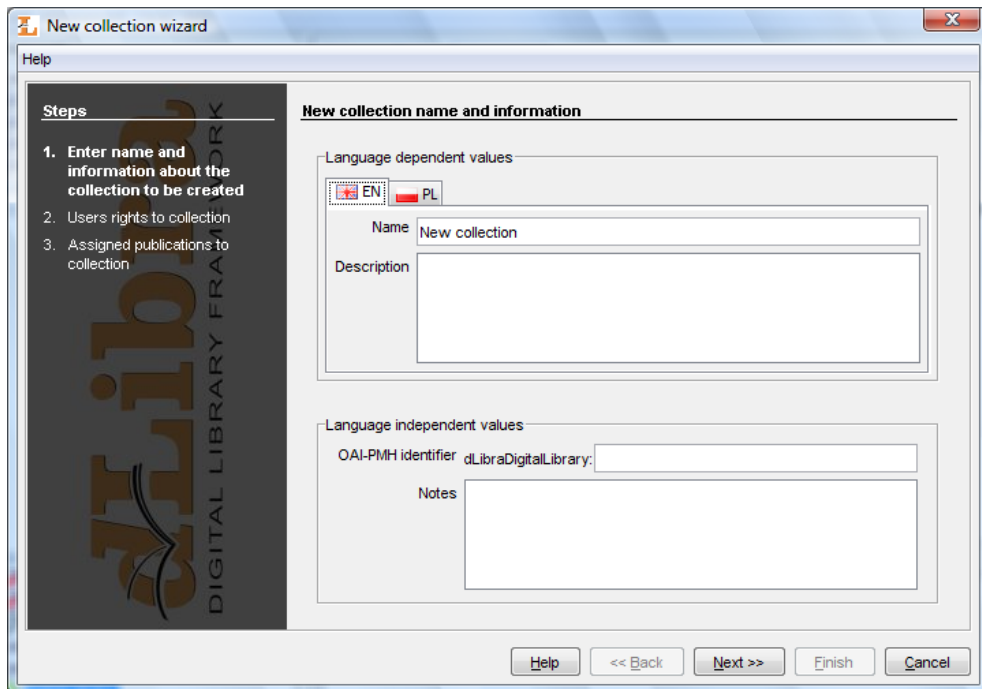 New collection wizard
Help
Steps
1. Enter name and
information about the
collection to be created
2. Users rights to collection
3. Assigned publications to
collection
dLibra
DIGITAL LIBRARY FRAMEWORK
New collection name and information
Language dependent values
EN PL
Name New collection
Description
Language independent values
OAI-PMH identifier dLibraDigitalLibrary:
Notes
Help << Back Next >> Finish Cancel